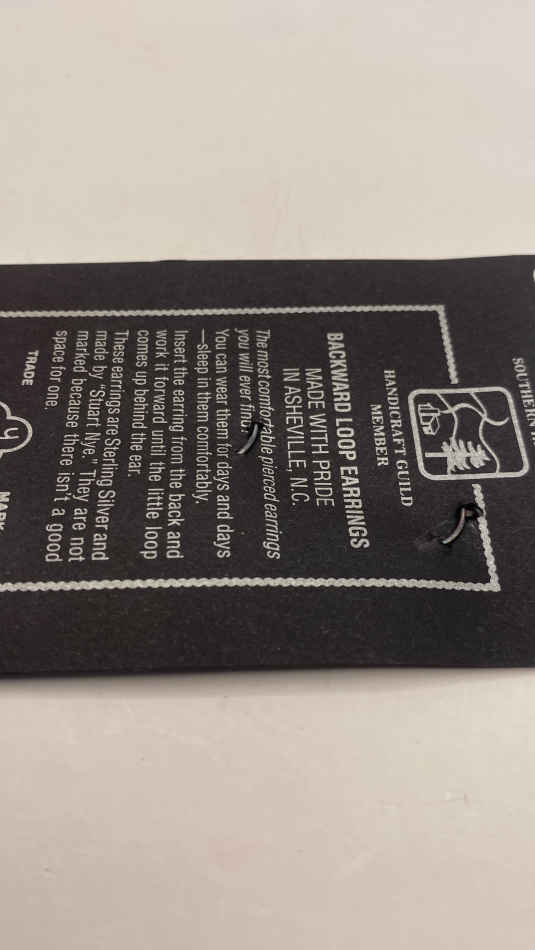 SOUTHERN
HANDICRAFT GUILD
MEMBER
BACKWARD LOOP EARRINGS
MADE WITH PRIDE
IN ASHEVILLE, N.C.
The most comfortable pierced earrings
you will ever find.
You can wear them for days and days
—sleep in them comfortably.
Insert the earring from the back and
work it forward until the little loop
comes up behind the ear.
These earrings are Sterling Silver and
made by "Stuart Nye." They are not
marked because there isn't a good
space for one.
TRADE MARK